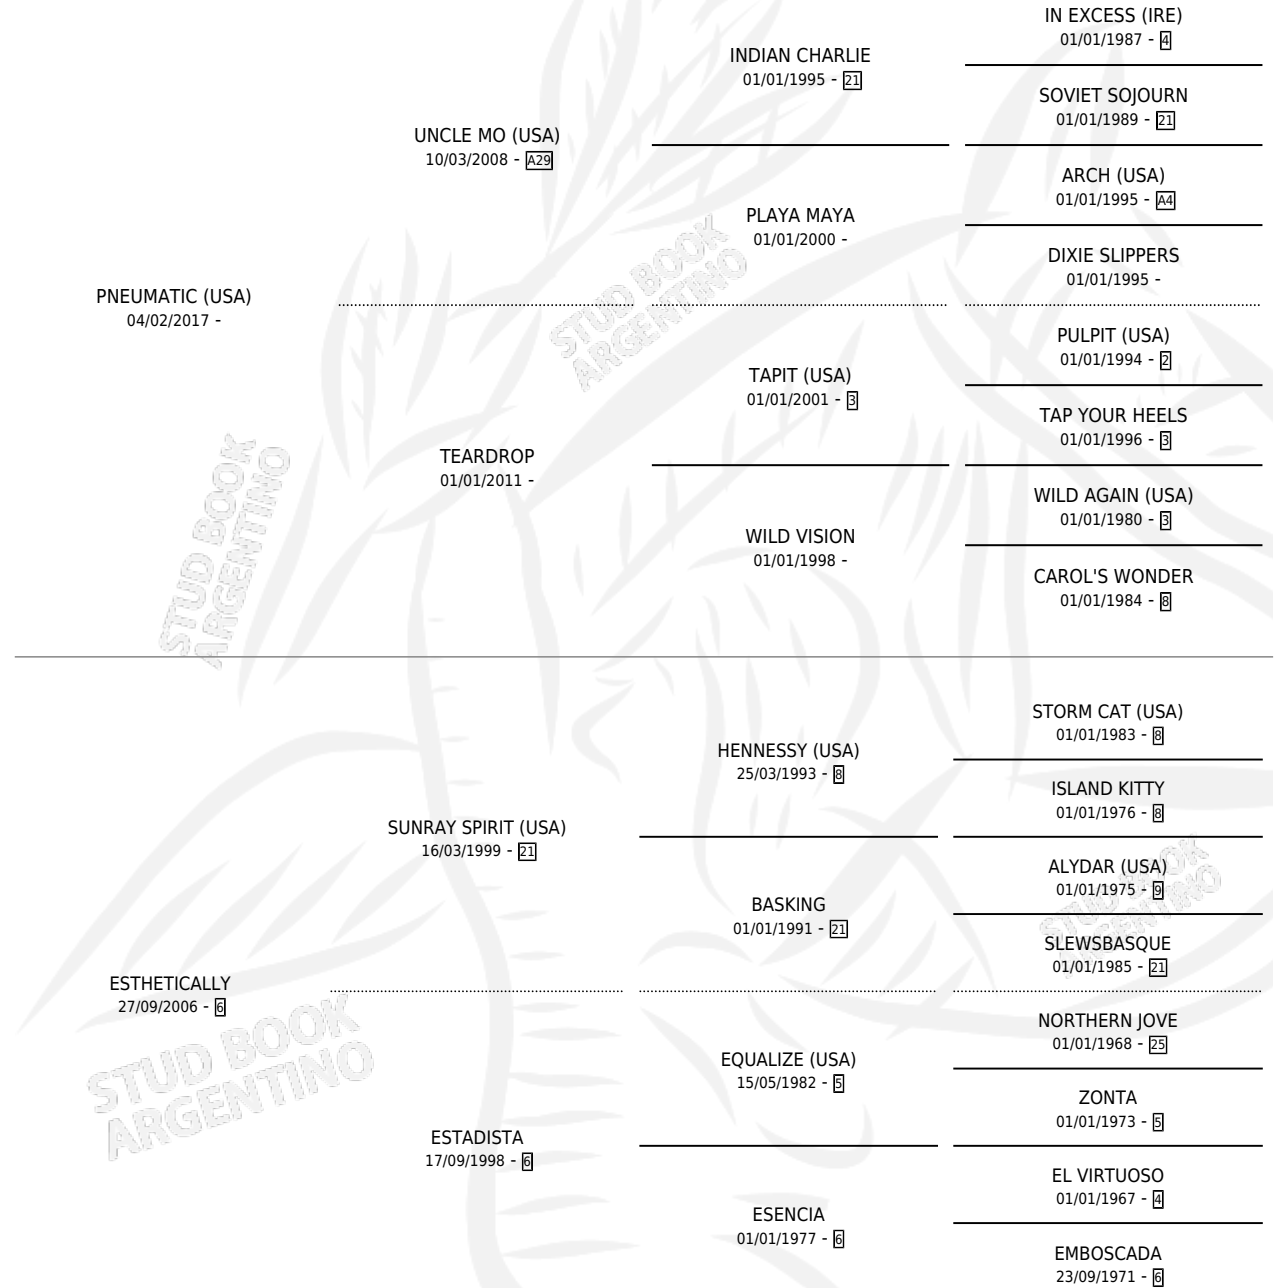 IN EXCESS (IRE)
01/01/1987 - 4
INDIAN CHARLIE
01/01/1995 - 21
SOVIET SOJOURN
01/01/1989 - 21
UNCLE MO (USA)
10/03/2008 - A29
ARCH (USA)
01/01/1995 - A4
PLAYA MAYA
01/01/2000 -
DIXIE SLIPPERS
01/01/1995 -
PNEUMATIC (USA)
04/02/2017 -
PULPIT (USA)
01/01/1994 - 2
TAPIT (USA)
01/01/2001 - 3
TAP YOUR HEELS
01/01/1996 - 3
TEARDROP
01/01/2011 -
WILD AGAIN (USA)
01/01/1980 - 3
WILD VISION
01/01/1998 -
CAROL'S WONDER
01/01/1984 - 8
STORM CAT (USA)
01/01/1983 - 8
HENNESSY (USA)
25/03/1993 - 8
ISLAND KITTY
01/01/1976 - 8
SUNRAY SPIRIT (USA)
16/03/1999 - 21
ALYDAR (USA)
01/01/1975 - 9
BASKING
01/01/1991 - 21
SLEWSBASQUE
01/01/1985 - 21
ESTHETICALLY
27/09/2006 - 6
NORTHERN JOVE
01/01/1968 - 25
EQUALIZE (USA)
15/05/1982 - 5
ZONTA
01/01/1973 - 5
ESTADISTA
17/09/1998 - 6
EL VIRTUOSO
01/01/1967 - 4
ESENCIA
01/01/1977 - 6
EMBOSCADA
23/09/1971 - 6
STUD BOOK
ARGENTINO
STUD BOOK
ARGENTINO
STUD BOOK
ARGENTINO
STUD BOOK
ARGENTINO